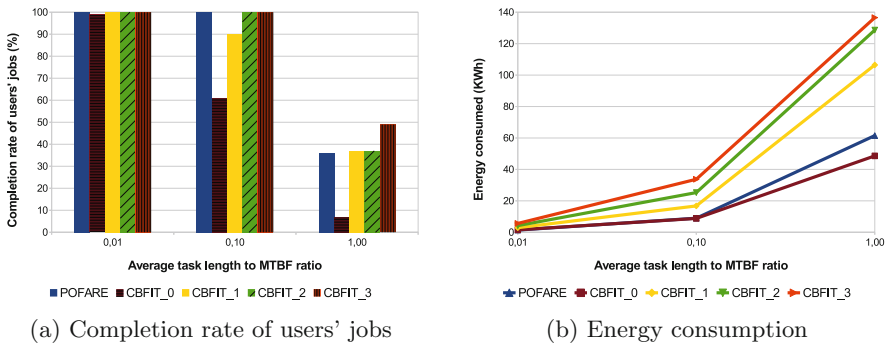 Completion rate of users' jobs (%)
100
90
80
70
60
50
40
30
20
10
0
0,01 0,10 1,00
Average task length to MTBF ratio
POFARE CBFIT_0 CBFIT_1 CBFIT_2 CBFIT_3
(a) Completion rate of users' jobs
Energy consumed (KWh)
140
120
100
80
60
40
20
0
0,01 0,10 1,00
Average task length to MTBF ratio
POFARE CBFIT_0 CBFIT_1 CBFIT_2 CBFIT_3
(b) Energy consumption